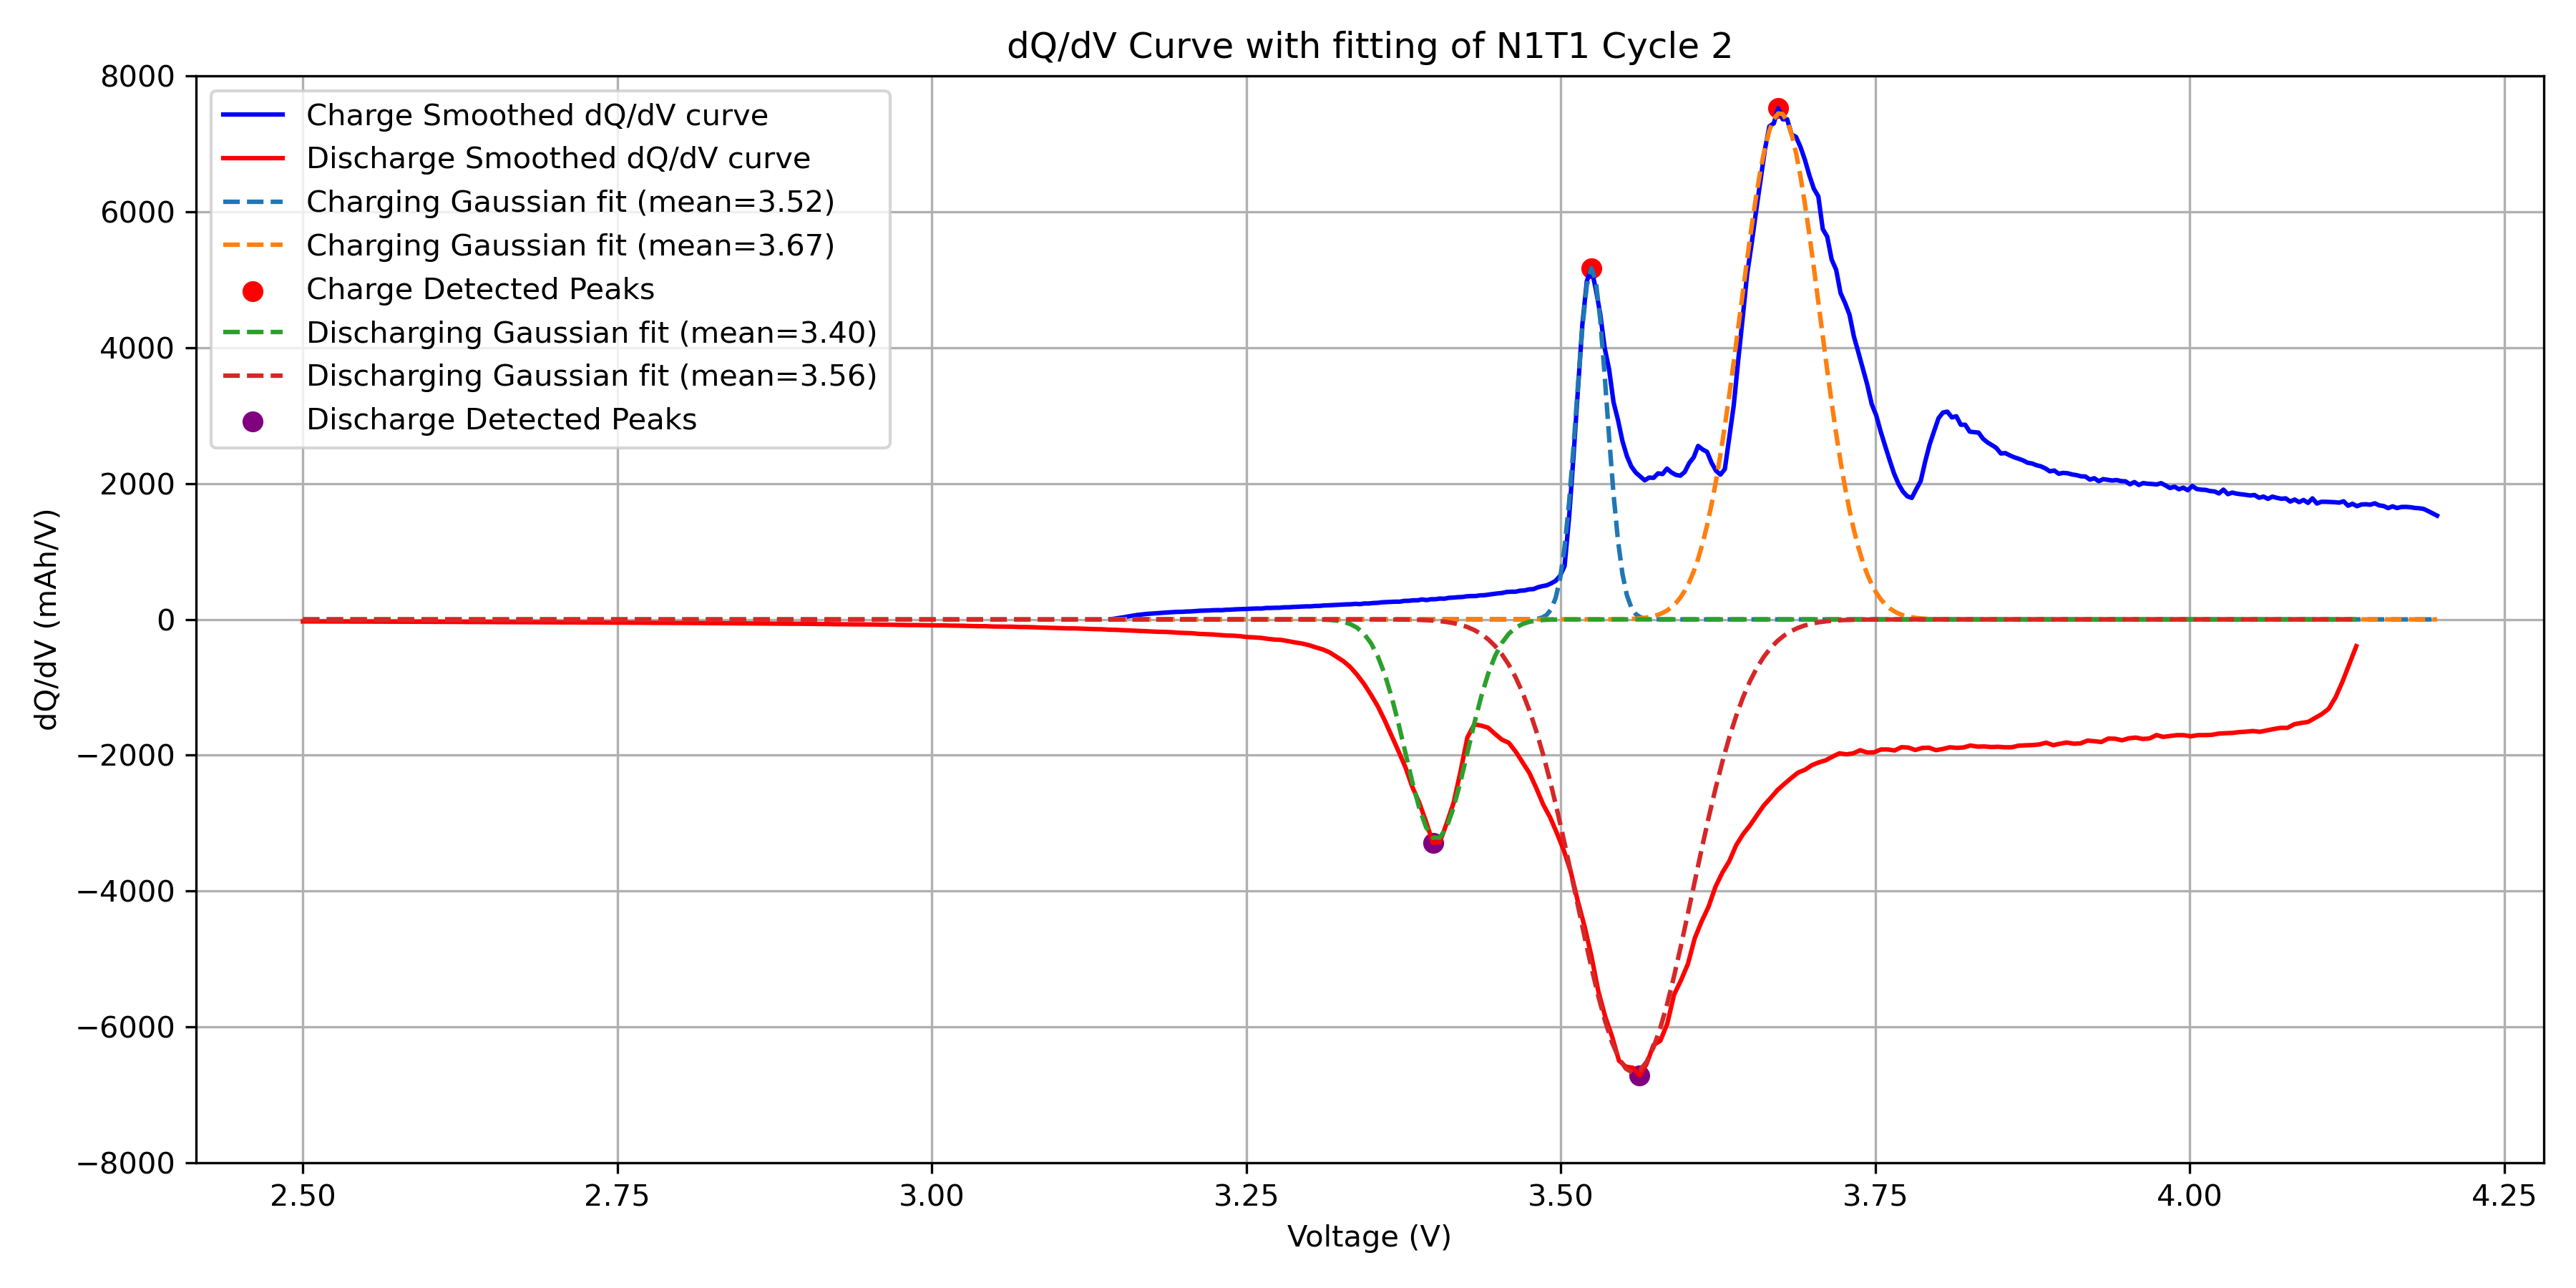 dQ/dV Curve with fitting of N1T1 Cycle 2
8000
6000
4000
2000
0
−2000
−4000
−6000
−8000
dQ/dV (mAh/V)
Charge Smoothed dQ/dV curve
Discharge Smoothed dQ/dV curve
Charging Gaussian fit (mean=3.52)
Charging Gaussian fit (mean=3.67)
Charge Detected Peaks
Discharging Gaussian fit (mean=3.40)
Discharging Gaussian fit (mean=3.56)
Discharge Detected Peaks
2.50 2.75 3.00 3.25 3.50 3.75 4.00 4.25
Voltage (V)